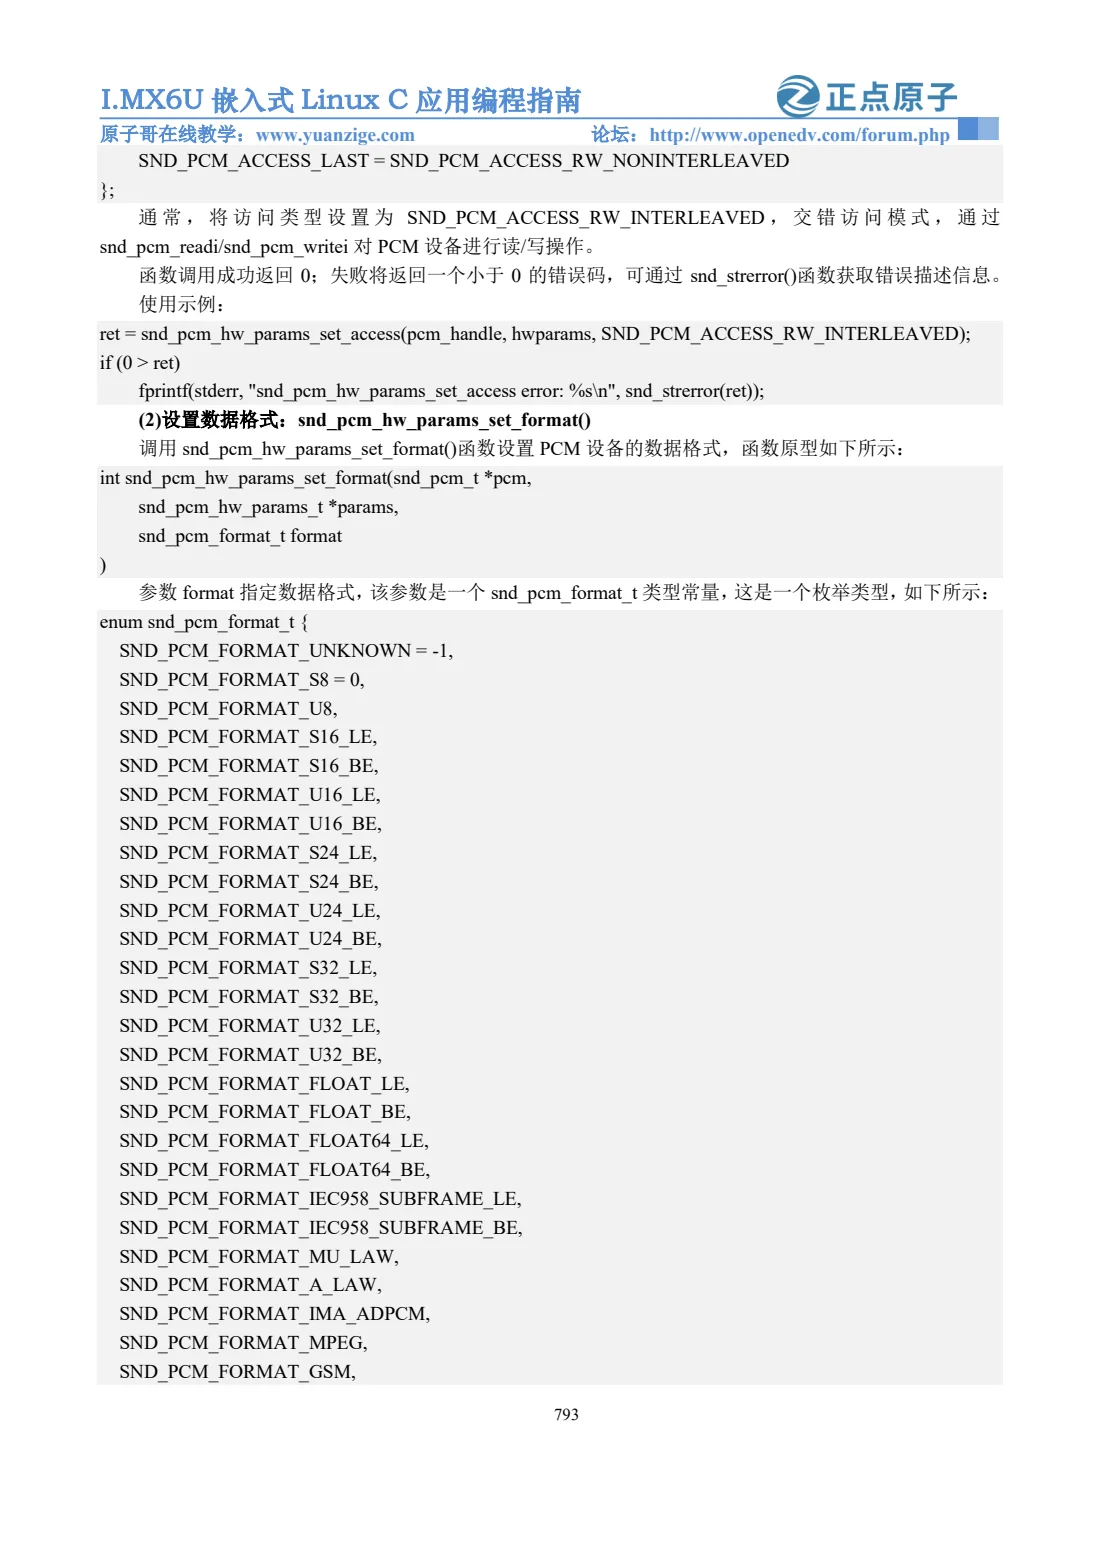 I.MX6U 嵌入式 Linux C 应用编程指南
正点原子
原子哥在线教学：www.yuanzige.com 论坛：http://www.openedv.com/forum.php
SND_PCM_ACCESS_LAST = SND_PCM_ACCESS_RW_NONINTERLEAVED
};
通常，将访问类型设置为 SND_PCM_ACCESS_RW_INTERLEAVED，交错访问模式，通过
snd_pcm_readi/snd_pcm_writei 对 PCM 设备进行读/写操作。
函数调用成功返回 0；失败将返回一个小于 0 的错误码，可通过 snd_strerror()函数获取错误描述信息。
使用示例：
ret = snd_pcm_hw_params_set_access(pcm_handle, hwparams, SND_PCM_ACCESS_RW_INTERLEAVED);
if (0 > ret)
fprintf(stderr, "snd_pcm_hw_params_set_access error: %s\n", snd_strerror(ret));
(2)设置数据格式：snd_pcm_hw_params_set_format()
调用 snd_pcm_hw_params_set_format()函数设置 PCM 设备的数据格式，函数原型如下所示：
int snd_pcm_hw_params_set_format(snd_pcm_t *pcm,
snd_pcm_hw_params_t *params,
snd_pcm_format_t format
)
参数 format 指定数据格式，该参数是一个 snd_pcm_format_t 类型常量，这是一个枚举类型，如下所示：
enum snd_pcm_format_t {
SND_PCM_FORMAT_UNKNOWN = -1,
SND_PCM_FORMAT_S8 = 0,
SND_PCM_FORMAT_U8,
SND_PCM_FORMAT_S16_LE,
SND_PCM_FORMAT_S16_BE,
SND_PCM_FORMAT_U16_LE,
SND_PCM_FORMAT_U16_BE,
SND_PCM_FORMAT_S24_LE,
SND_PCM_FORMAT_S24_BE,
SND_PCM_FORMAT_U24_LE,
SND_PCM_FORMAT_U24_BE,
SND_PCM_FORMAT_S32_LE,
SND_PCM_FORMAT_S32_BE,
SND_PCM_FORMAT_U32_LE,
SND_PCM_FORMAT_U32_BE,
SND_PCM_FORMAT_FLOAT_LE,
SND_PCM_FORMAT_FLOAT_BE,
SND_PCM_FORMAT_FLOAT64_LE,
SND_PCM_FORMAT_FLOAT64_BE,
SND_PCM_FORMAT_IEC958_SUBFRAME_LE,
SND_PCM_FORMAT_IEC958_SUBFRAME_BE,
SND_PCM_FORMAT_MU_LAW,
SND_PCM_FORMAT_A_LAW,
SND_PCM_FORMAT_IMA_ADPCM,
SND_PCM_FORMAT_MPEG,
SND_PCM_FORMAT_GSM,
793